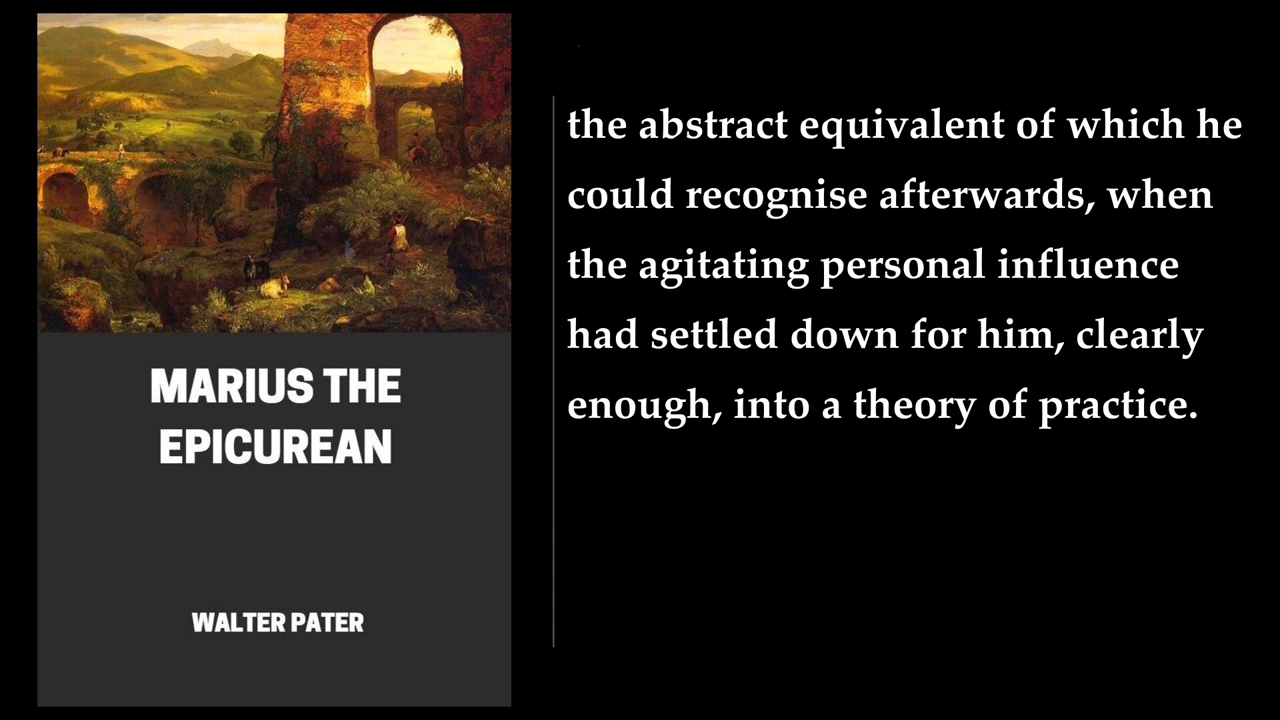 MARIUS THE
EPICUREAN
WALTER PATER
the abstract equivalent of which he
could recognise afterwards, when
the agitating personal influence
had settled down for him, clearly
enough, into a theory of practice.